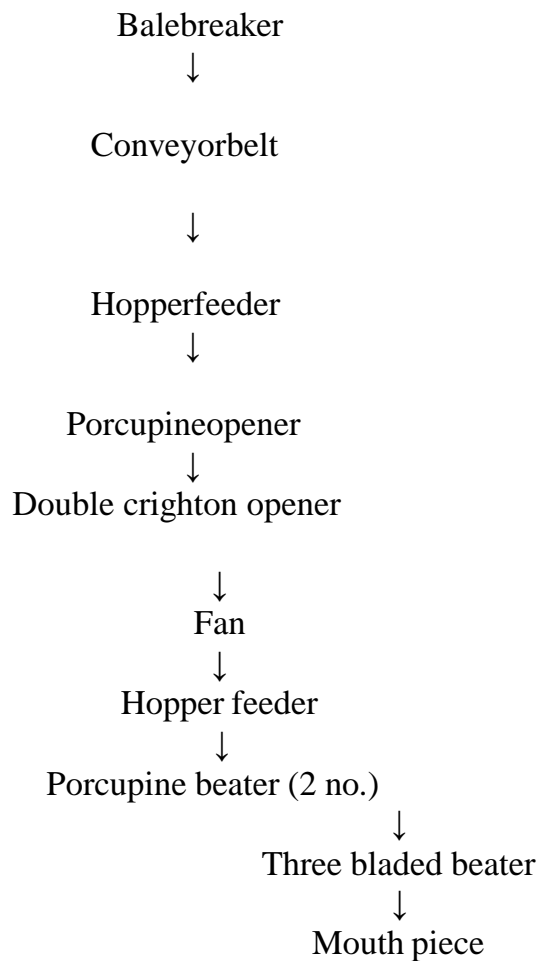 Balebreaker
↓
Conveyorbelt
↓
Hopperfeeder
↓
Porcupineopener
↓
Double crighton opener
↓
Fan
↓
Hopper feeder
↓
Porcupine beater (2 no.)
↓
Three bladed beater
↓
Mouth piece